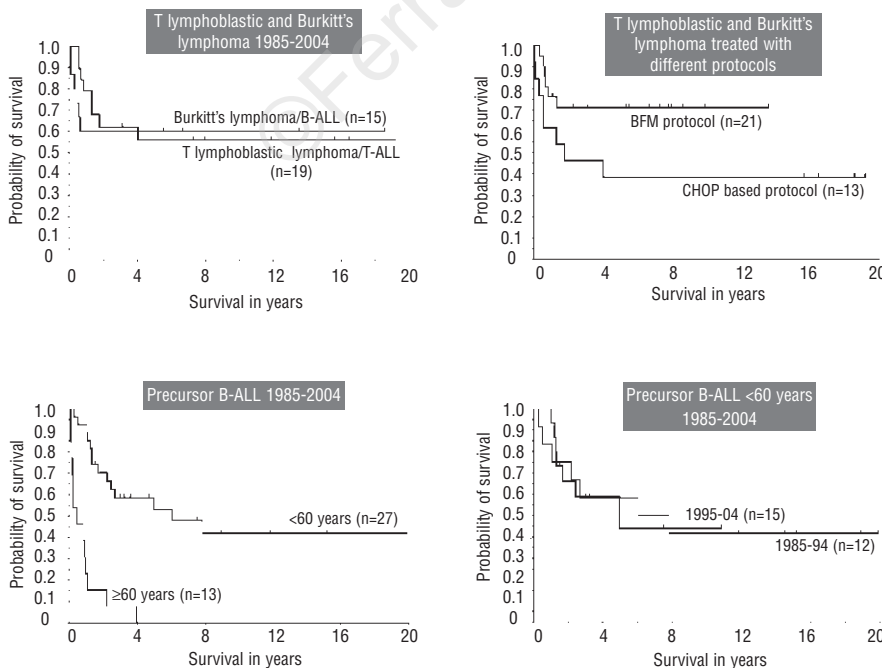 T lymphoblastic and Burkitt's
lymphoma 1985-2004
Probability of survival
1.0
0.9
0.8
0.7
0.6
0.5
0.4
0.3
0.2
0.1
0
Burkitt's lymphoma/B-ALL (n=15)
T lymphoblastic lymphoma/T-ALL
(n=19)
0 4 8 12 16 20
Survival in years
©Ferra
T lymphoblastic and Burkitt's
lymphoma treated with
different protocols
Probability of survival
1.0
0.9
0.8
0.7
0.6
0.5
0.4
0.3
0.2
0.1
0
BFM protocol (n=21)
CHOP based protocol (n=13)
0 4 8 12 16 20
Survival in years
Precursor B-ALL 1985-2004
Probability of survival
1.0
0.9
0.8
0.7
0.6
0.5
0.4
0.3
0.2
0.1
0
<60 years (n=27)
≥60 years (n=13)
0 4 8 12 16 20
Survival in years
Precursor B-ALL <60 years
1985-2004
Probability of survival
1.0
0.9
0.8
0.7
0.6
0.5
0.4
0.3
0.2
0.1
0
1995-04 (n=15)
1985-94 (n=12)
0 4 8 12 16 20
Survival in years